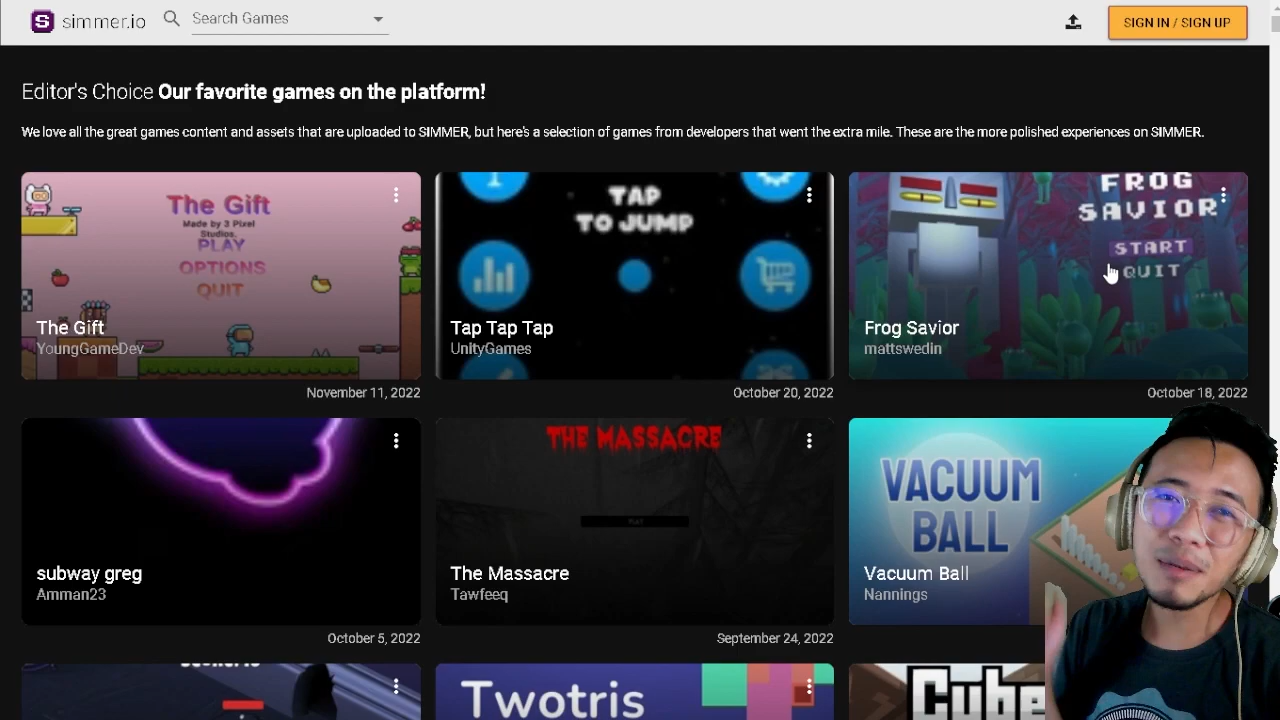 simmer.io
Search Games
SIGN IN / SIGN UP
Editor's Choice Our favorite games on the platform!
We love all the great games content and assets that are uploaded to SIMMER, but here's a selection of games from developers that went the extra mile. These are the more polished experiences on SIMMER.
The Gift
Made by 3 Pixel
Studios.
PLAY
OPTIONS
QUIT
The Gift
YoungGameDev
November 11, 2022
TAP
TO JUMP
Tap Tap Tap
UnityGames
October 20, 2022
FROG
SAVIOR
START
QUIT
Frog Savior
mattswedin
October 18, 2022
subway greg
Amman23
October 5, 2022
THE MASSACRE
PLAY
The Massacre
Tawfeeq
September 24, 2022
VACUUM
BALL
Vacuum Ball
Nannings
Twotris
Cube